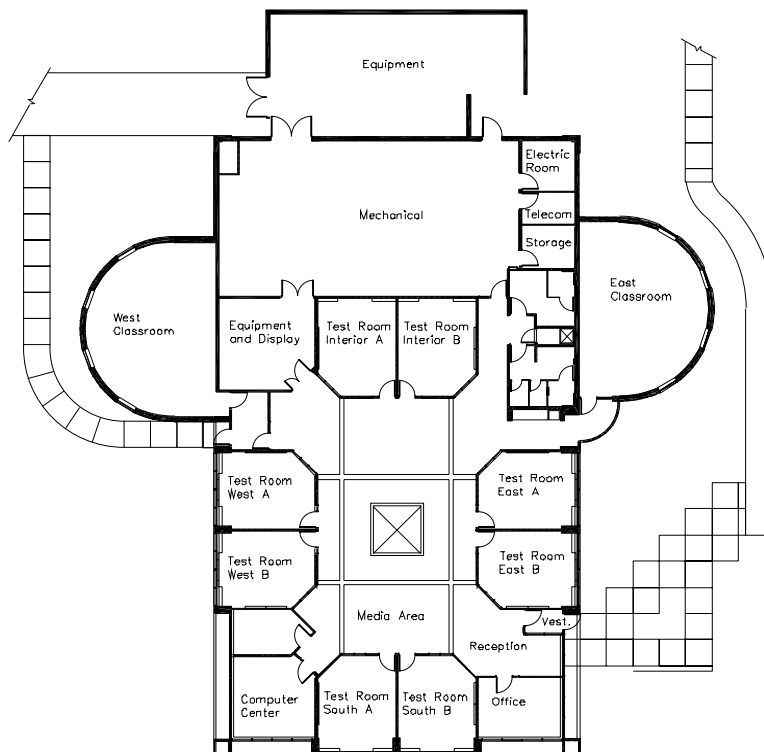 Equipment
Electric
Room
Mechanical
Telecom
Storage
East
Classroom
West
Classroom
Equipment
and Display
Test Room
Interior A
Test Room
Interior B
Test Room
West A
Test Room
East A
Test Room
West B
Test Room
East B
Media Area
Vest.
Reception
Computer
Center
Test Room
South A
Test Room
South B
Office